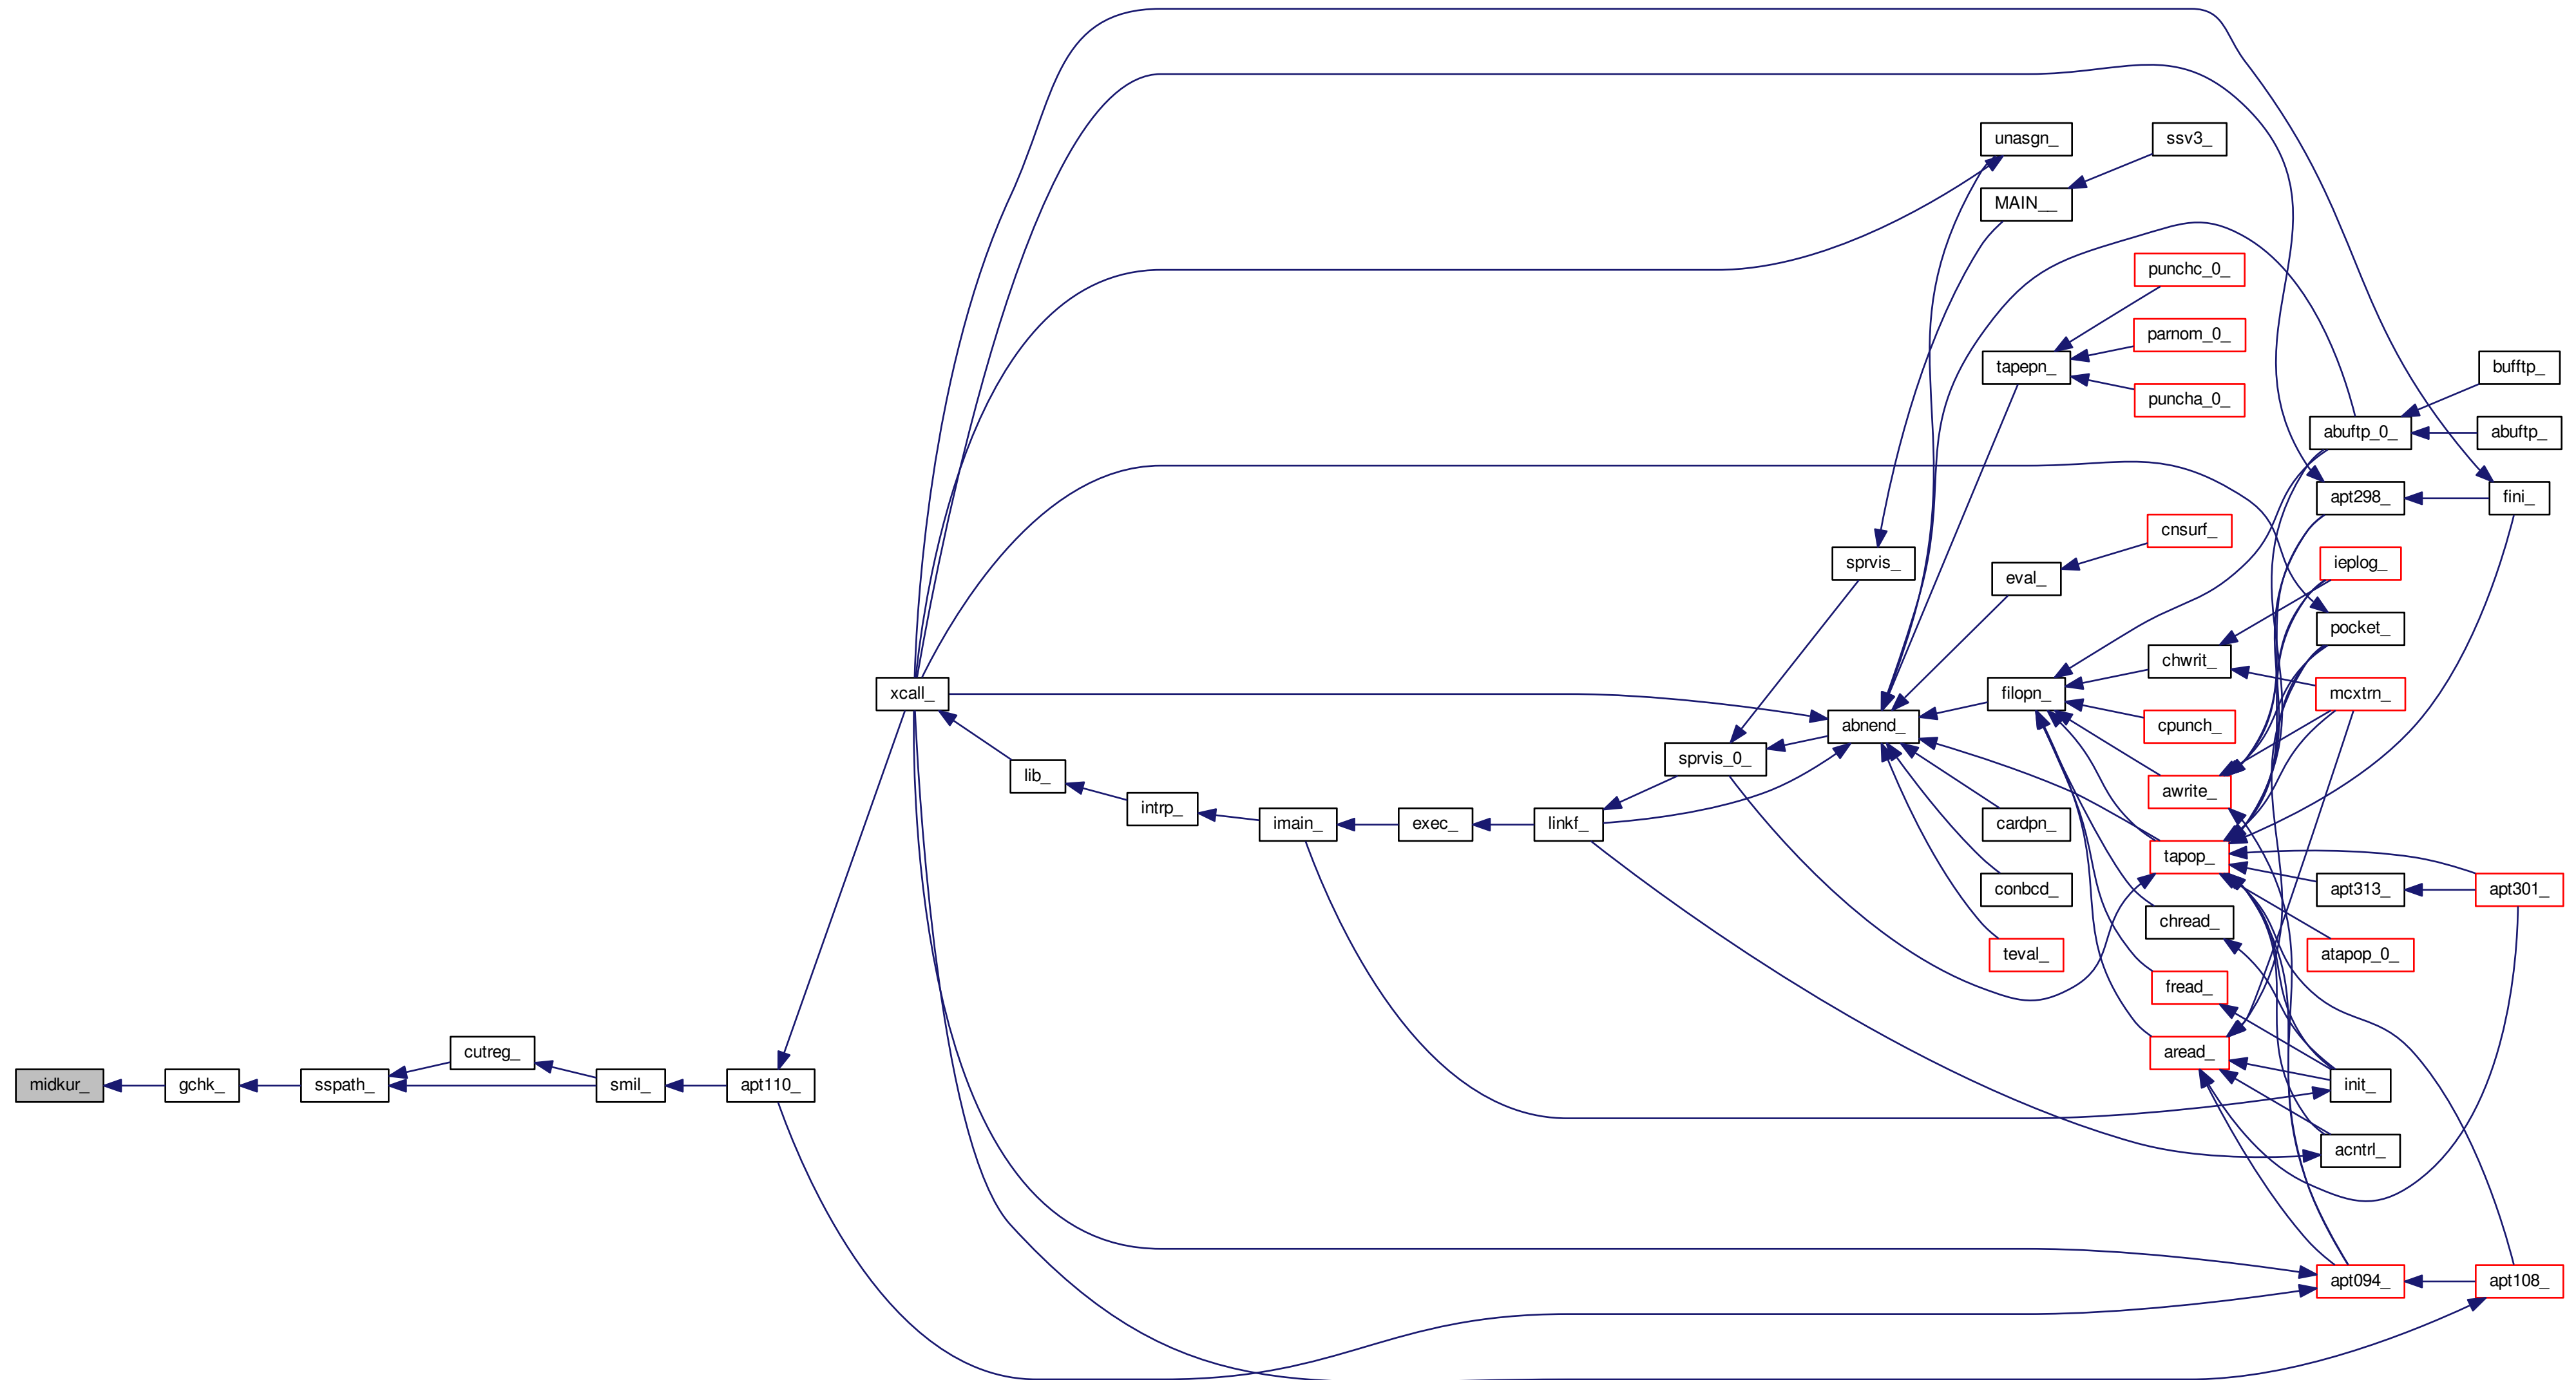 unasgn_
ssv3_
MAIN__
punchc_0_
parnom_0_
tapepn_
bufftp_
puncha_0_
abuftp_0_
abuftp_
apt298_
fini_
cnsurf_
sprvis_
ieplog_
eval_
pocket_
chwrit_
xcall_
filopn_
mcxtrn_
abnend_
cpunch_
sprvis_0_
lib_
awrite_
intrp_
imain_
exec_
linkf_
cardpn_
tapop_
conbcd_
apt313_
apt301_
chread_
teval_
atapop_0_
fread_
cutreg_
aread_
midkur_
gchk_
sspath_
smil_
apt110_
init_
acntrl_
apt094_
apt108_